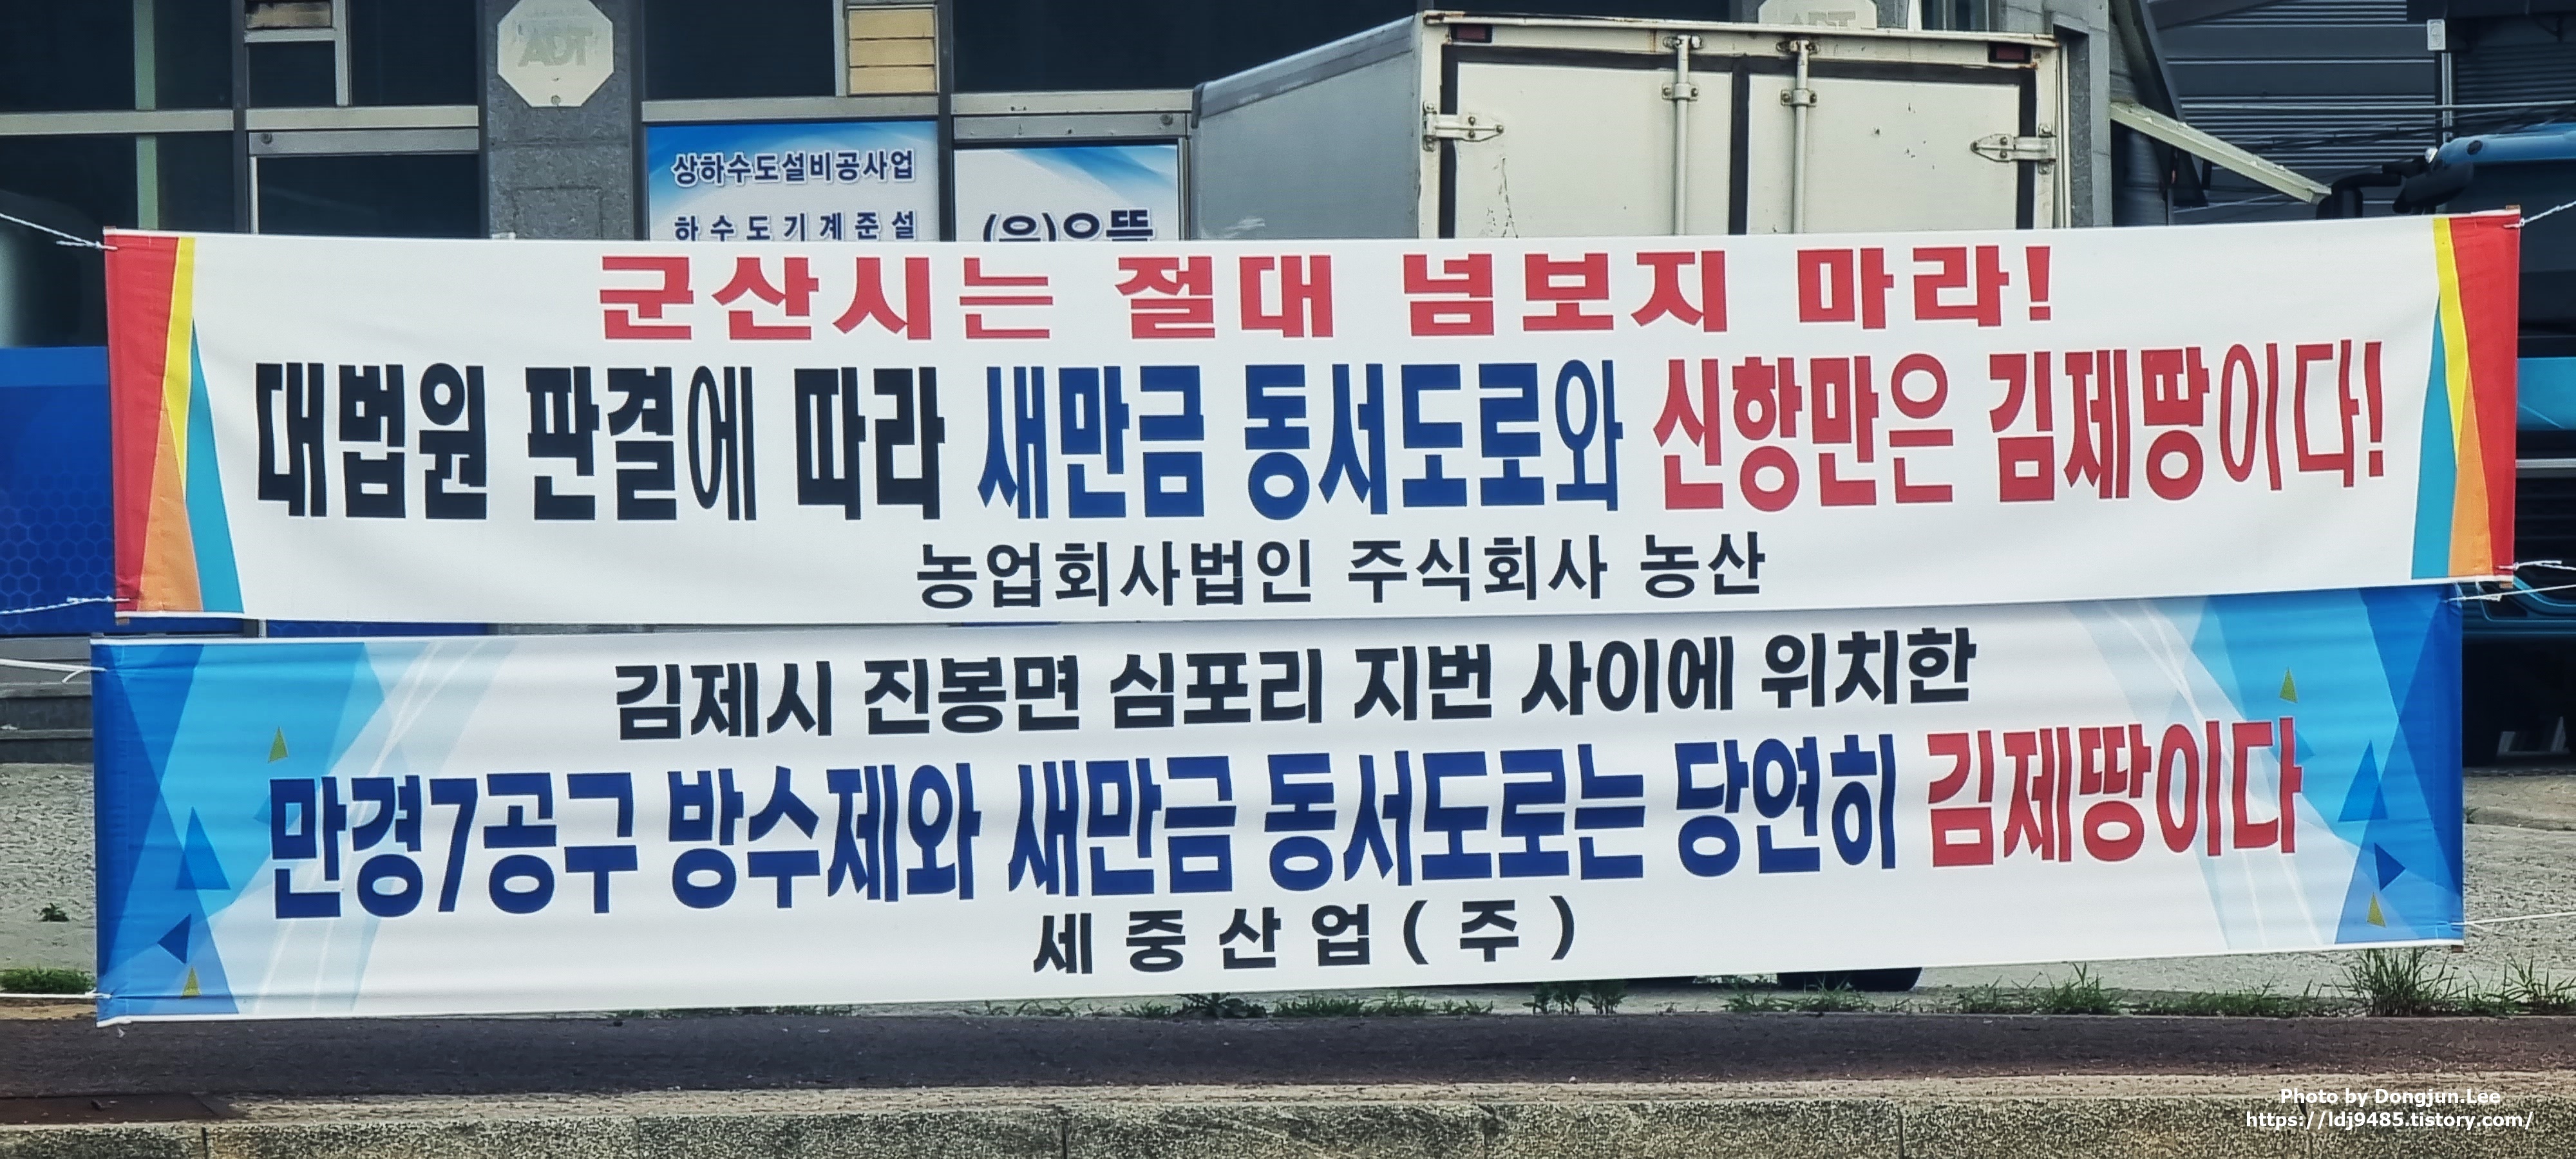 ADT
ADT
상하수도설비공사업
하수도기계준설
(유)으뜸
군산시는 절대 넘보지 마라!
대법원 판결에 따라 새만금 동서도로와 신항만은 김제땅이다!
농업회사법인 주식회사 농산
김제시 진봉면 심포리 지번 사이에 위치한
만경7공구 방수제와 새만금 동서도로는 당연히 김제땅이다
세중산업(주)
Photo by Dongjun.Lee
https://ldj9485.tistory.com/